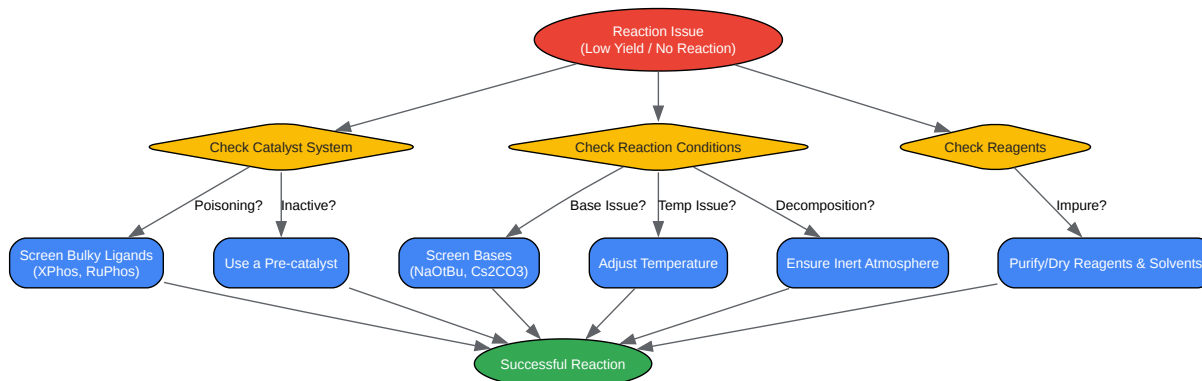 Reaction Issue
(Low Yield / No Reaction)
Check Catalyst System
Check Reaction Conditions
Check Reagents
Poisoning?
Inactive?
Base Issue?
Temp Issue?
Decomposition?
Impure?
Screen Bulky Ligands
(XPhos, RuPhos)
Use a Pre-catalyst
Screen Bases
(NaOtBu, Cs2CO3)
Adjust Temperature
Ensure Inert Atmosphere
Purify/Dry Reagents & Solvents
Successful Reaction